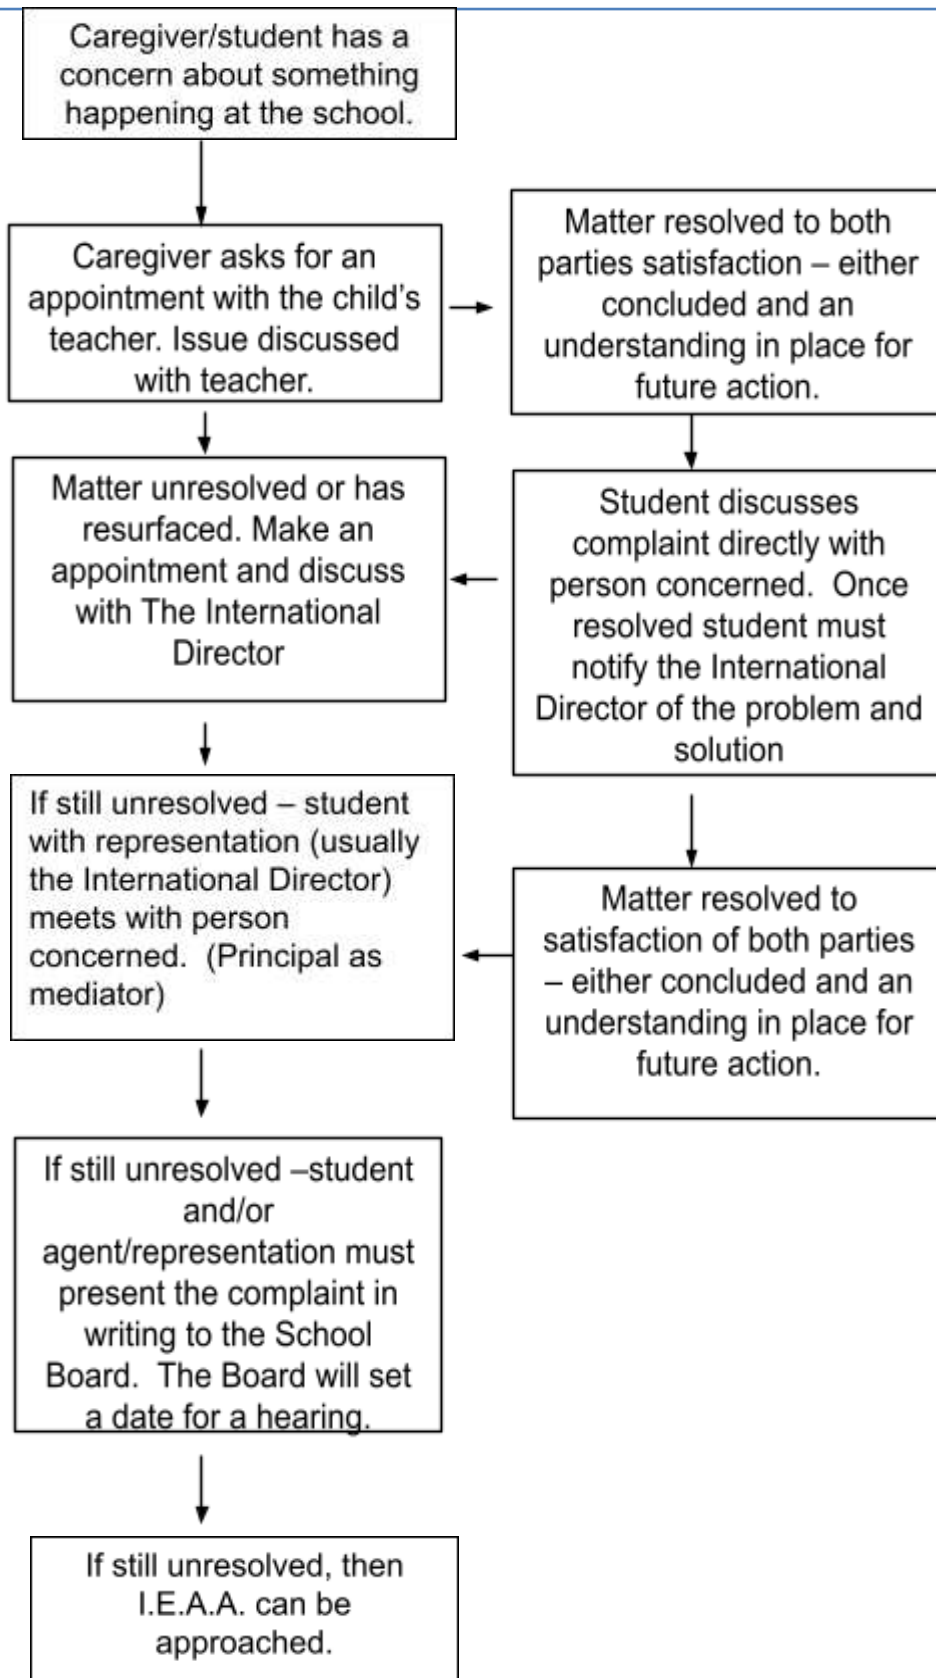 Caregiver/student has a
concern about something
happening at the school.
Caregiver asks for an
appointment with the child's
teacher. Issue discussed
with teacher.
Matter resolved to both
parties satisfaction – either
concluded and an
understanding in place for
future action.
Matter unresolved or has
resurfaced. Make an
appointment and discuss
with The International
Director
Student discusses
complaint directly with
person concerned.  Once
resolved student must
notify the International
Director of the problem and
solution
If still unresolved – student
with representation (usually
the International Director)
meets with person
concerned.  (Principal as
mediator)
Matter resolved to
satisfaction of both parties
– either concluded and an
understanding in place for
future action.
If still unresolved –student
and/or
agent/representation must
present the complaint in
writing to the School
Board.  The Board will set
a date for a hearing.
If still unresolved, then
I.E.A.A. can be
approached.